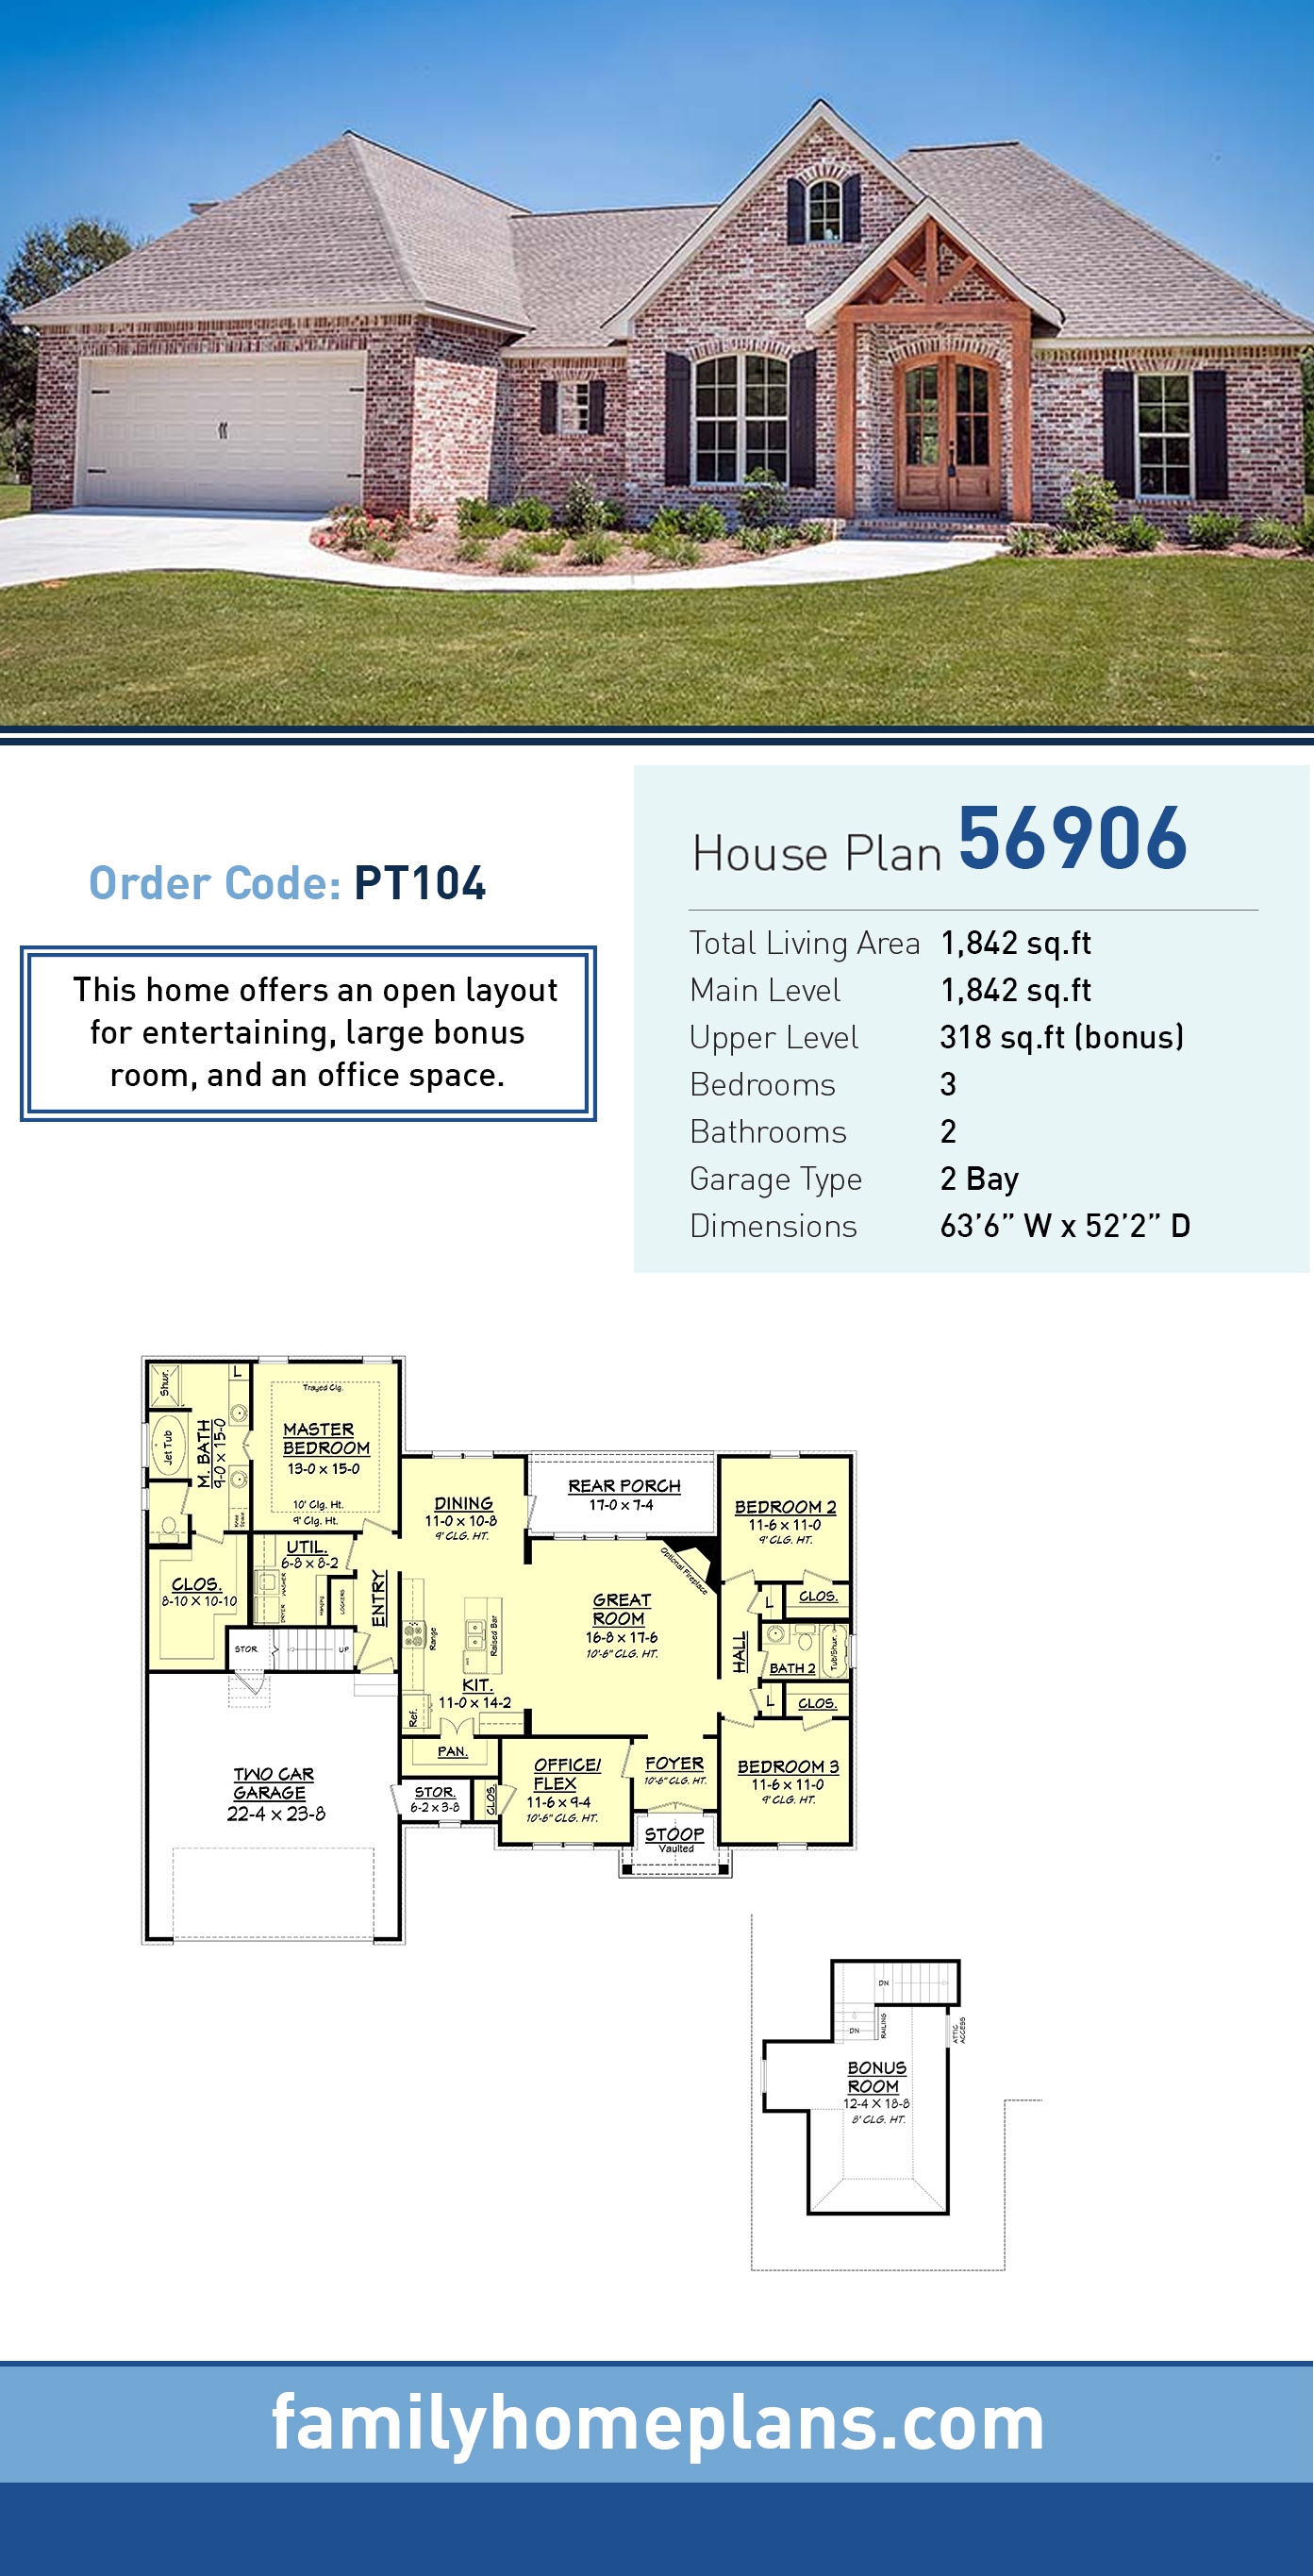 Order Code: PT104
This home offers an open layout
for entertaining, large bonus
room, and an office space.
House Plan 56906
Total Living Area 1,842 sq.ft
Main Level 1,842 sq.ft
Upper Level 318 sq.ft (bonus)
Bedrooms 3
Bathrooms 2
Garage Type 2 Bay
Dimensions 63’6” W x 52’2” D
Shwr.
L
Jet Tub
M. BATH
9-0 x 15-0
Knee
Space
Trayed Clg.
MASTER
BEDROOM
13-0 x 15-0
10' Clg. Ht.
9' Clg. Ht.
DINING
11-0 x 10-8
9' CLG. HT.
REAR PORCH
17-0 x 7-4
BEDROOM 2
11-6 x 11-0
9' CLG. HT.
UTIL.
6-8 x 8-2
WASHER
DRYER
Hanging
LOCKERS
ENTRY
CLOS.
8-10 X 10-10
STOR.
UP
Range
Raised Bar
KIT.
11-0 x 14-2
Ref.
Optional Fireplace
GREAT
ROOM
16-8 x 17-6
10'-6" CLG. HT.
HALL
L
CLOS.
BATH 2
Tub/Shwr.
L
CLOS.
PAN.
TWO CAR
GARAGE
22-4 x 23-8
STOR.
6-2 x 3-8
CLOS.
OFFICE/
FLEX
11-6 x 9-4
10'-6" CLG. HT.
FOYER
10'-6" CLG. HT.
BEDROOM 3
11-6 x 11-0
9' CLG. HT.
STOOP
Vaulted
DN
DN
RAILING
ATTIC
ACCESS
BONUS
ROOM
12-4 X 18-8
8' CLG. HT.
familyhomeplans.com